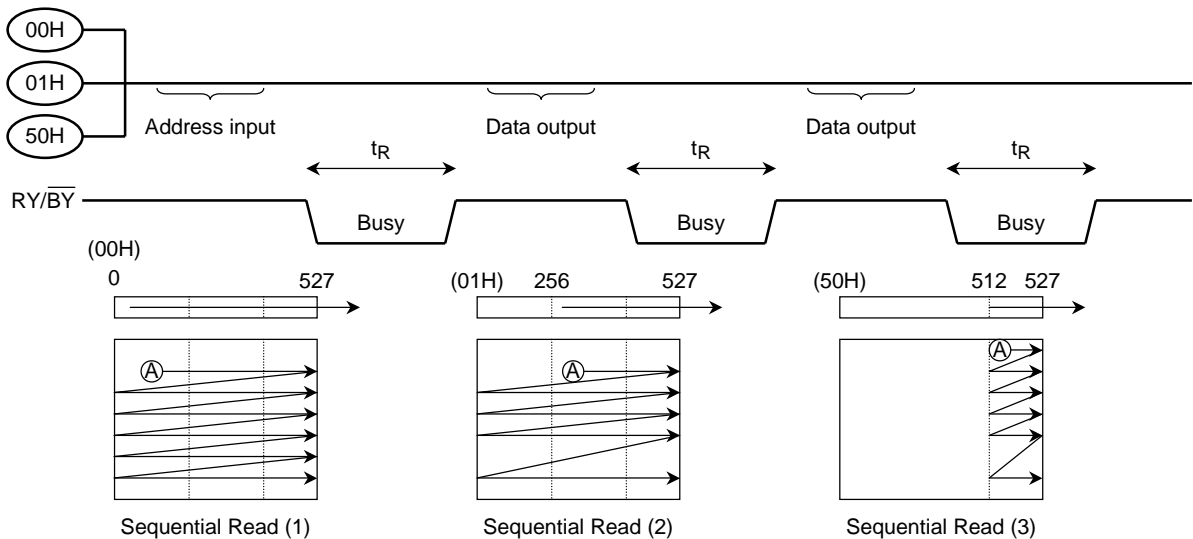 00H
01H
50H
Address input
Data output
Data output
tR
tR
tR
RY/BY
Busy
Busy
Busy
(00H)
0 527
(01H) 256 527
(50H) 512 527
A
A
A
Sequential Read (1)
Sequential Read (2)
Sequential Read (3)